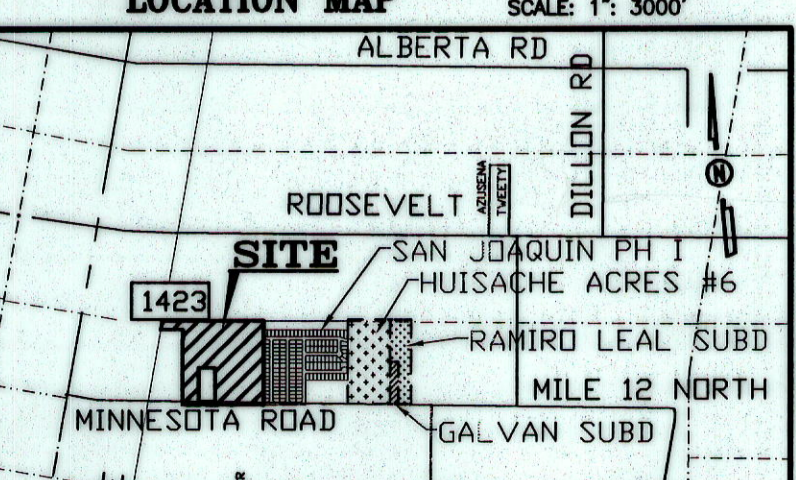 LOCATION MAP
SCALE: 1": 3000'
ALBERTA RD
DILLON RD
N
AZUSENA
TWEETY
ROOSEVELT
SITE
SAN JOAQUIN PH I
HUISACHE ACRES #6
1423
RAMIRO LEAL SUBD
MILE 12 NORTH
MINNESOTA ROAD
GALVAN SUBD